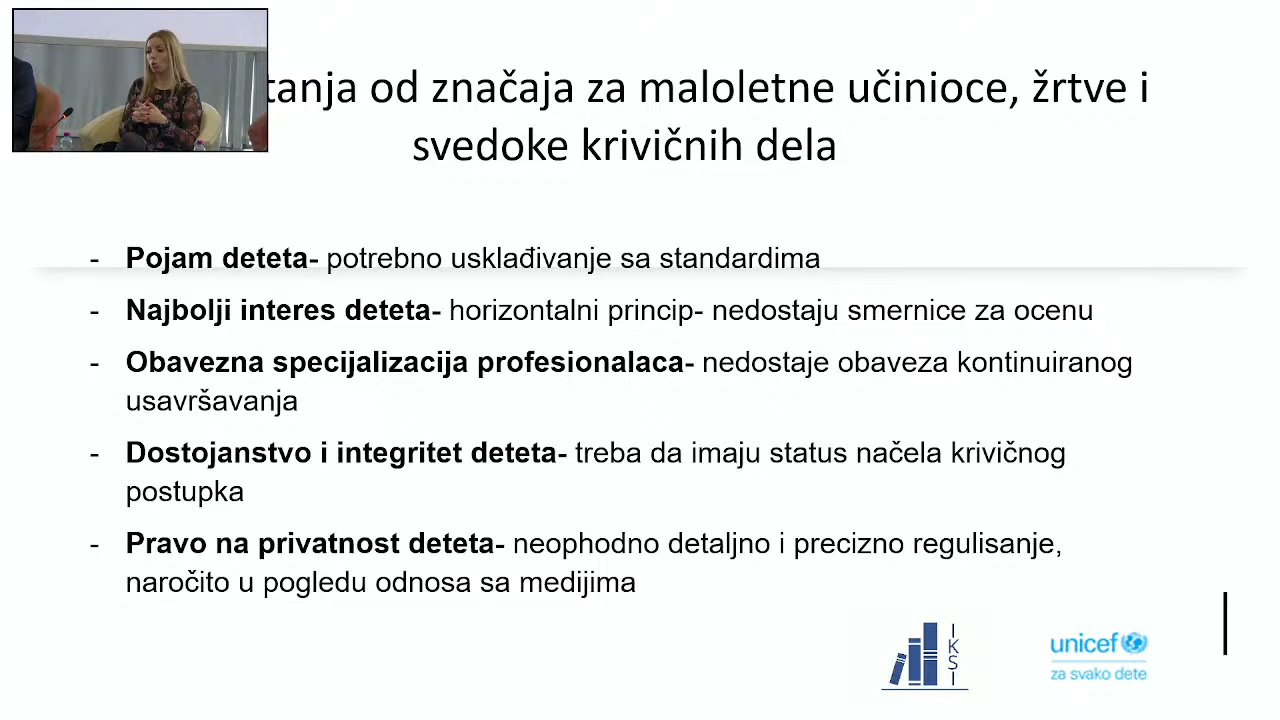 od značaja za maloletne učinioce, žrtve i
svedoke krivičnih dela
- Pojam deteta- potrebno usklađivanje sa standardima
- Najbolji interes deteta- horizontalni princip- nedostaju smernice za ocenu
- Obavezna specijalizacija profesionalaca- nedostaje obaveza kontinuiranog
usavršavanja
- Dostojanstvo i integritet deteta- treba da imaju status načela krivičnog
postupka
- Pravo na privatnost deteta- neophodno detaljno i precizno regulisanje,
naročito u pogledu odnosa sa medijima
IKSI
unicef
za svako dete